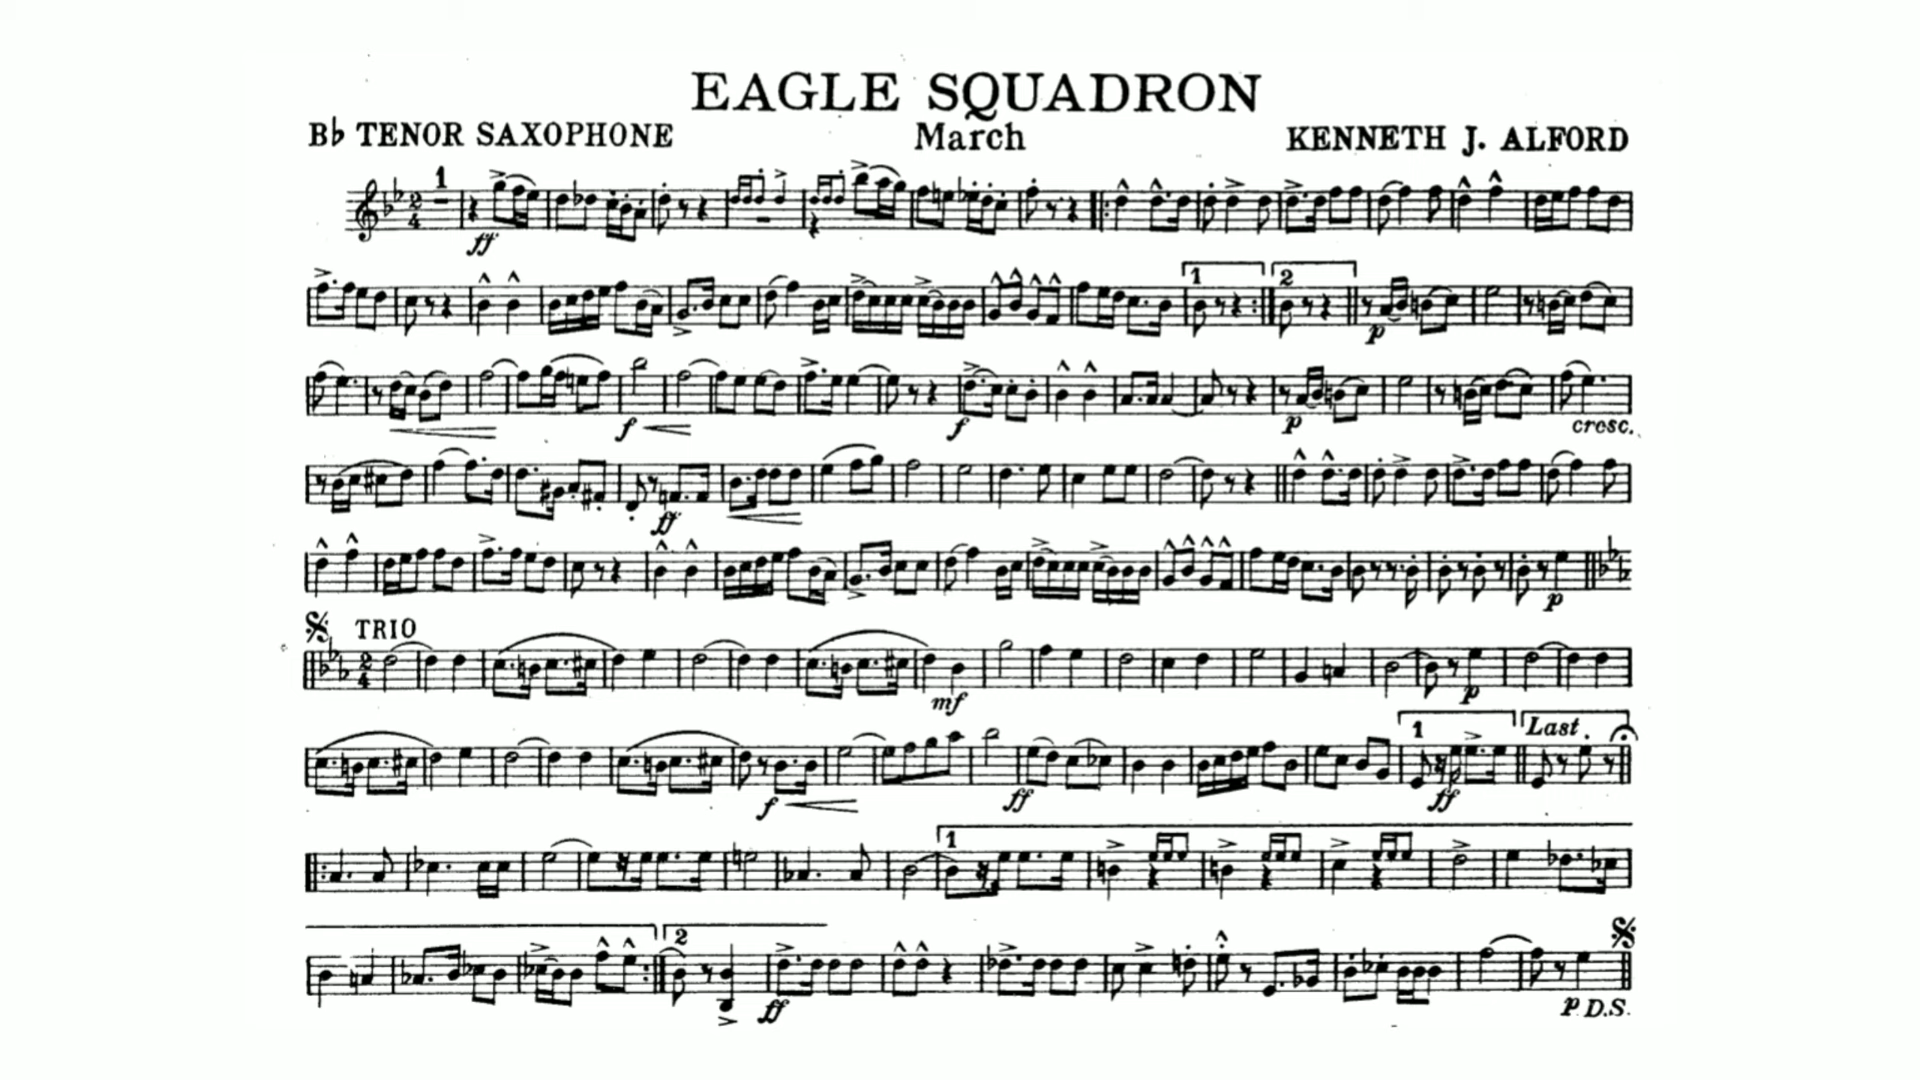 EAGLE SQUADRON
B♭ TENOR SAXOPHONE March KENNETH J. ALFORD
1
ff
1 2
p
f f p cresc.
ff
p
TRIO
mf p
1 Last
f ff ff
1
2
ff p D.S.